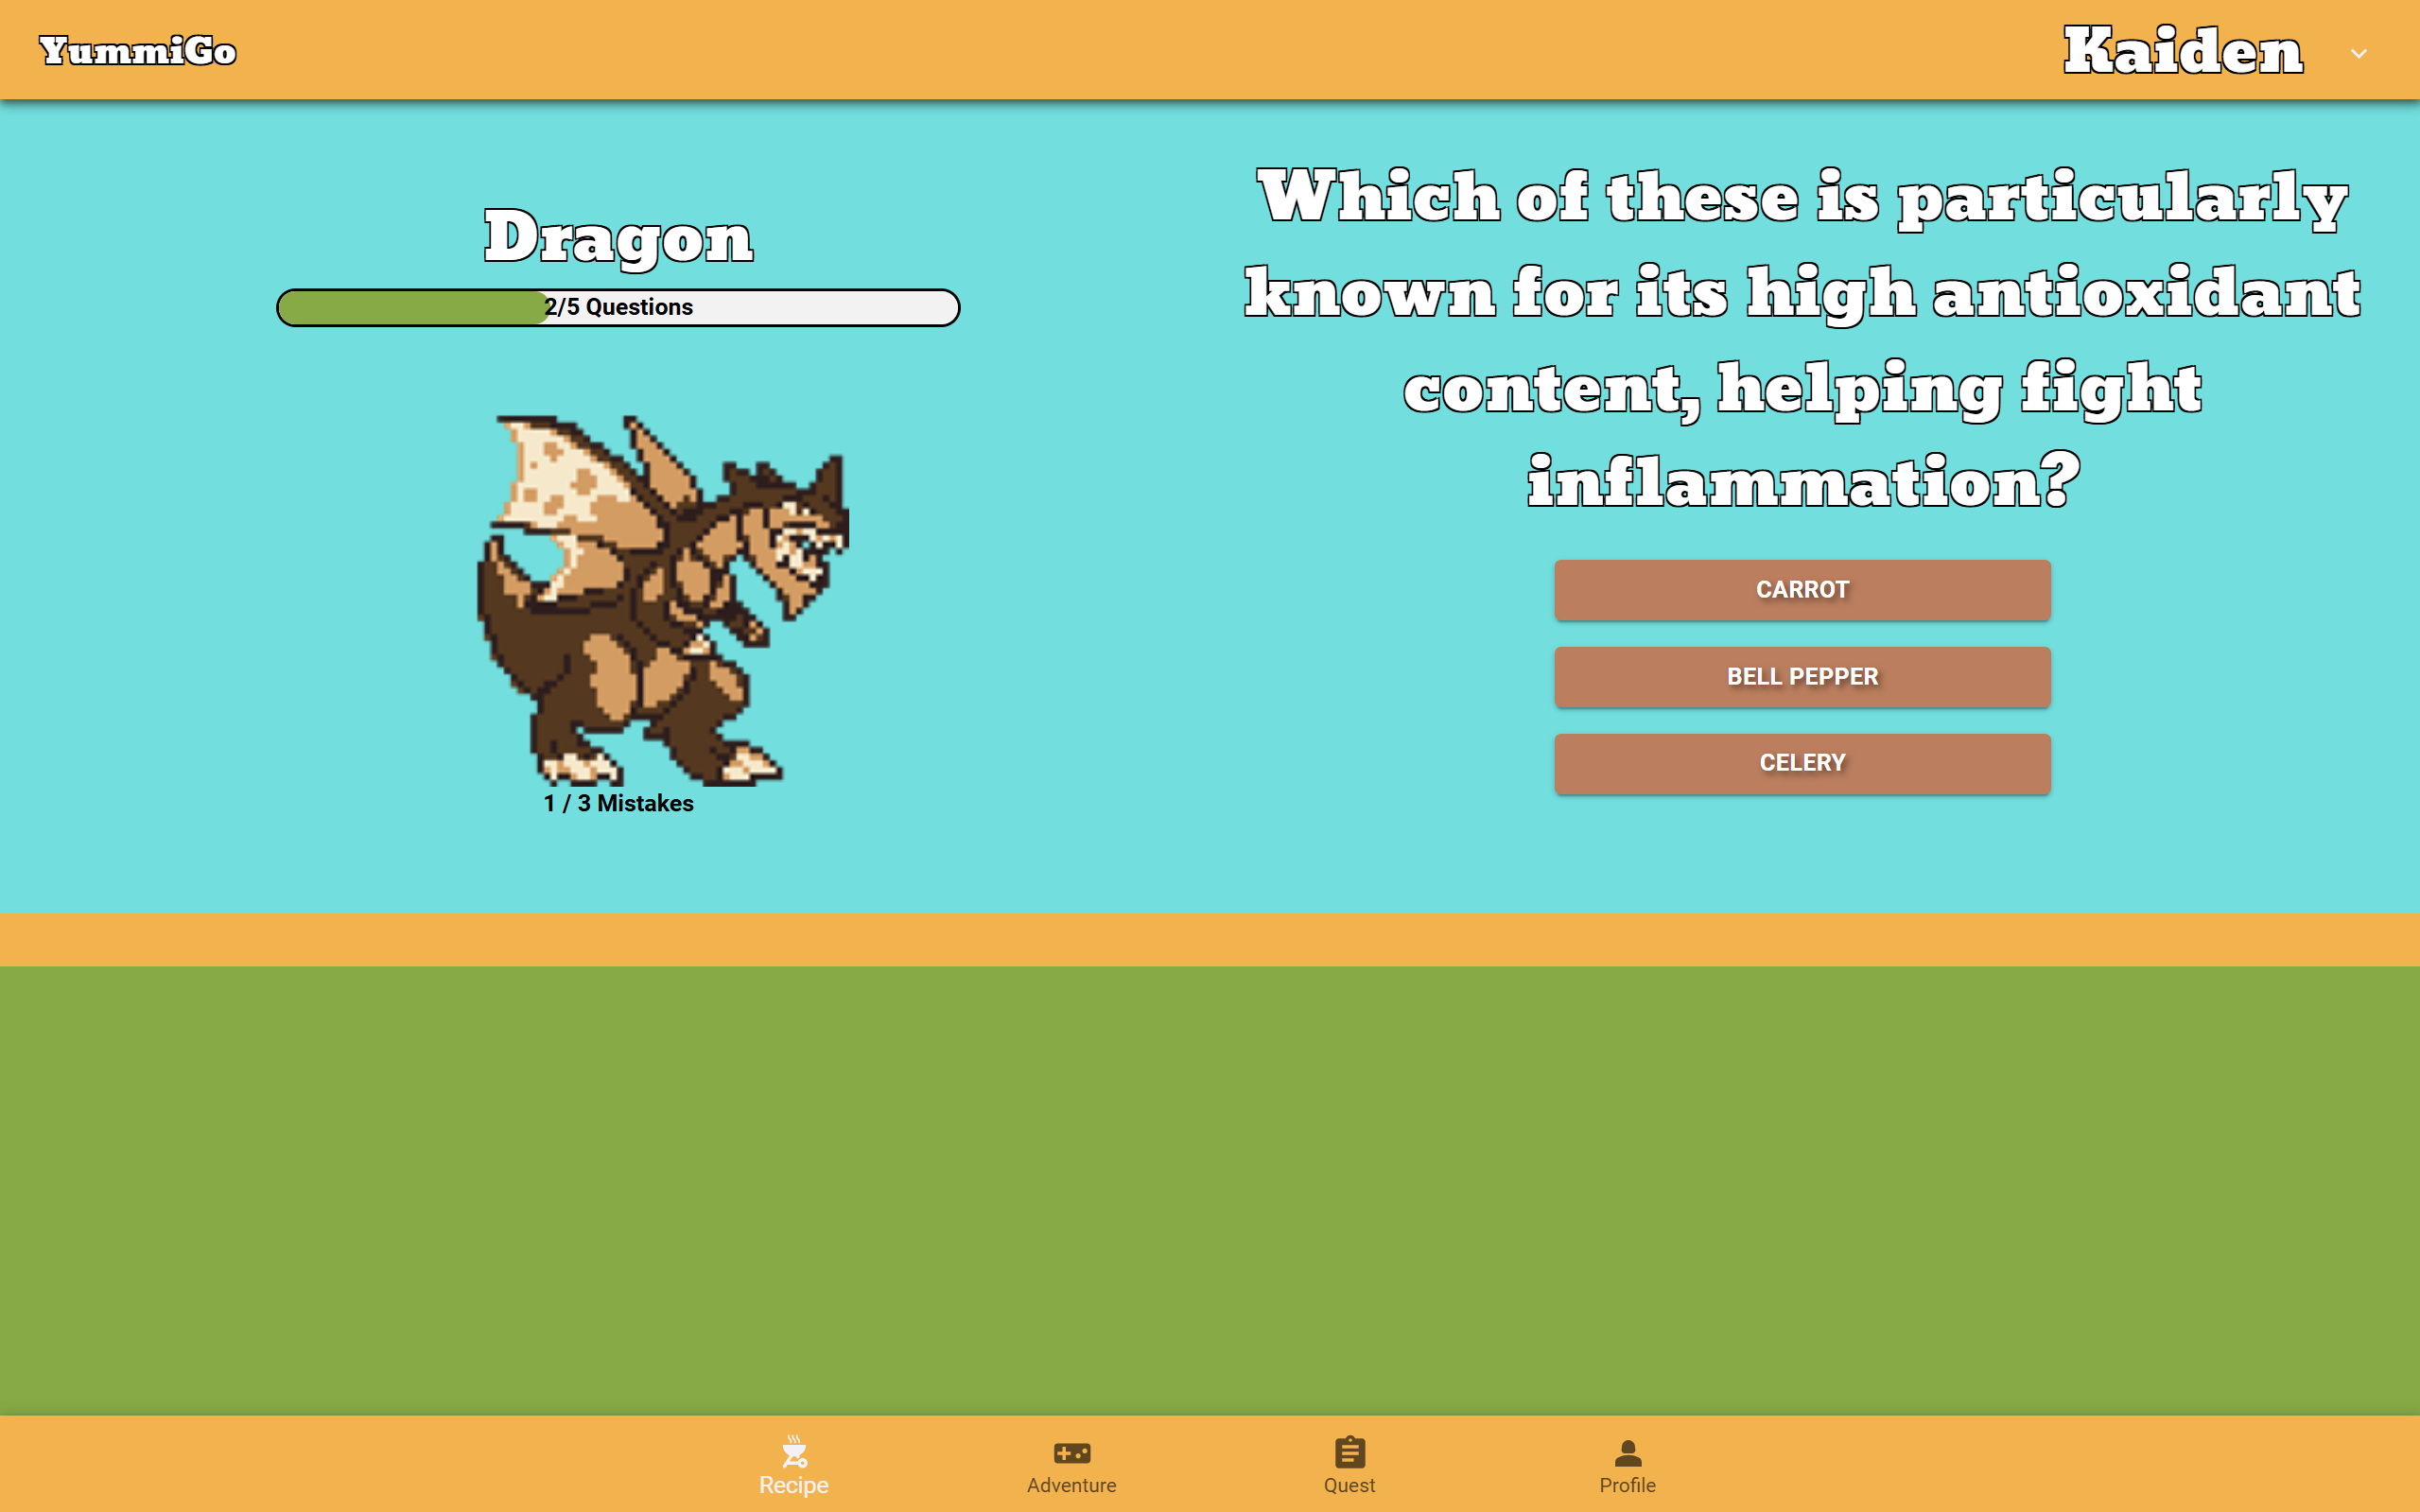 YummiGo
Kaiden
Dragon
2/5 Questions
1 / 3 Mistakes
Which of these is particularly
known for its high antioxidant
content, helping fight
inflammation?
CARROT
BELL PEPPER
CELERY
Recipe
Adventure
Quest
Profile